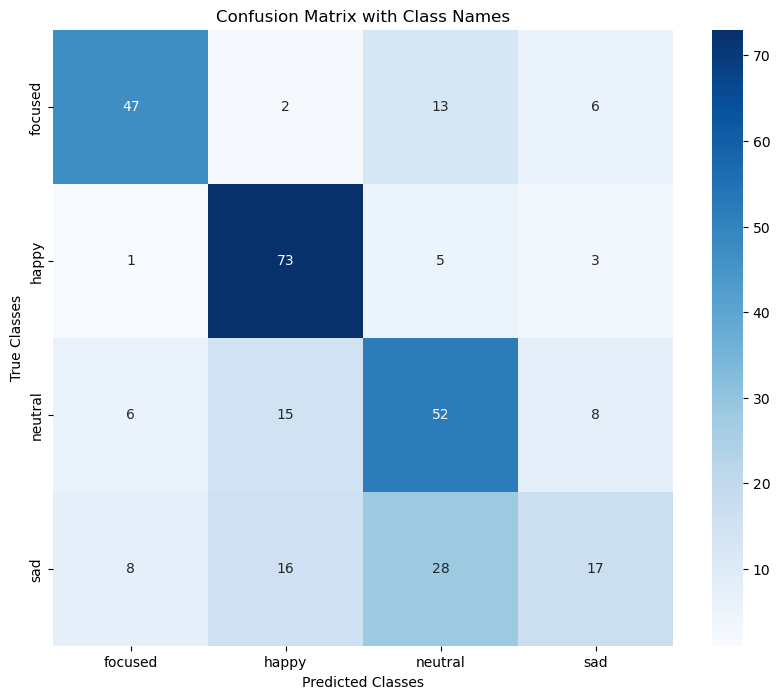 Confusion Matrix with Class Names
focused 47 2 13 6
happy 1 73 5 3
neutral 6 15 52 8
sad 8 16 28 17
focused happy neutral sad
Predicted Classes
True Classes
70
60
50
40
30
20
10